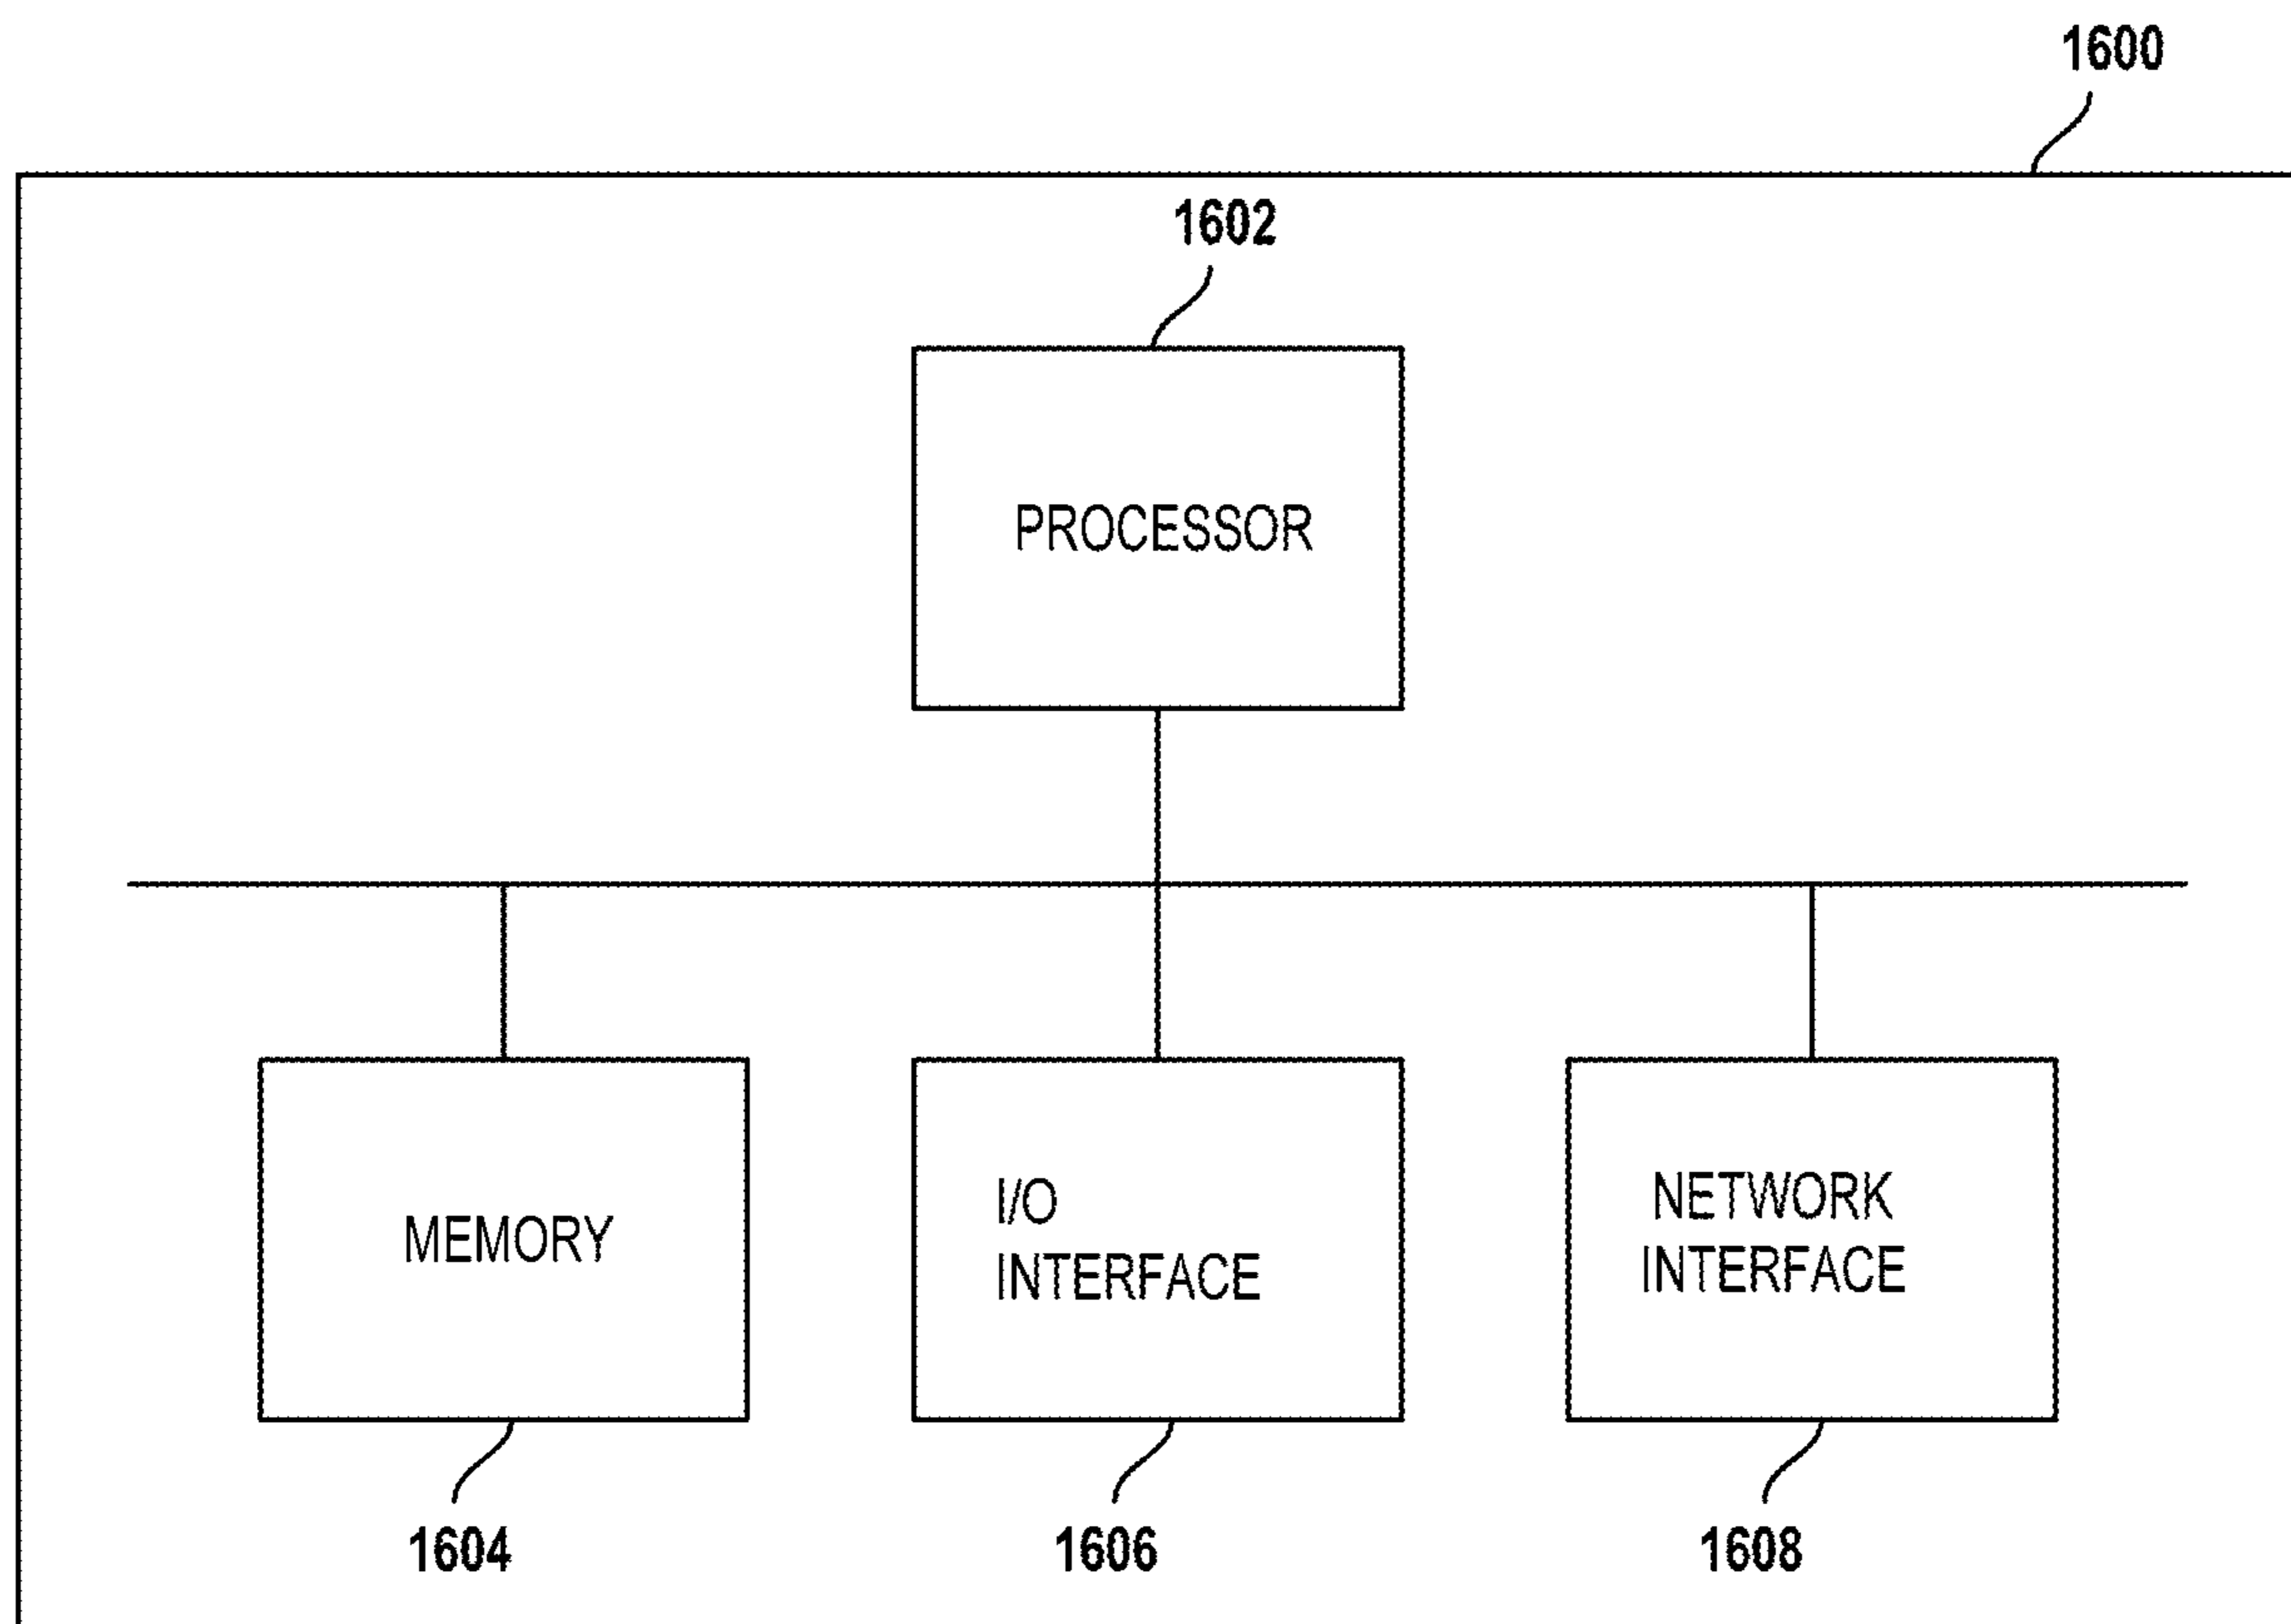 1600
1602
PROCESSOR
MEMORY
I/O
INTERFACE
NETWORK
INTERFACE
1604
1606
1608